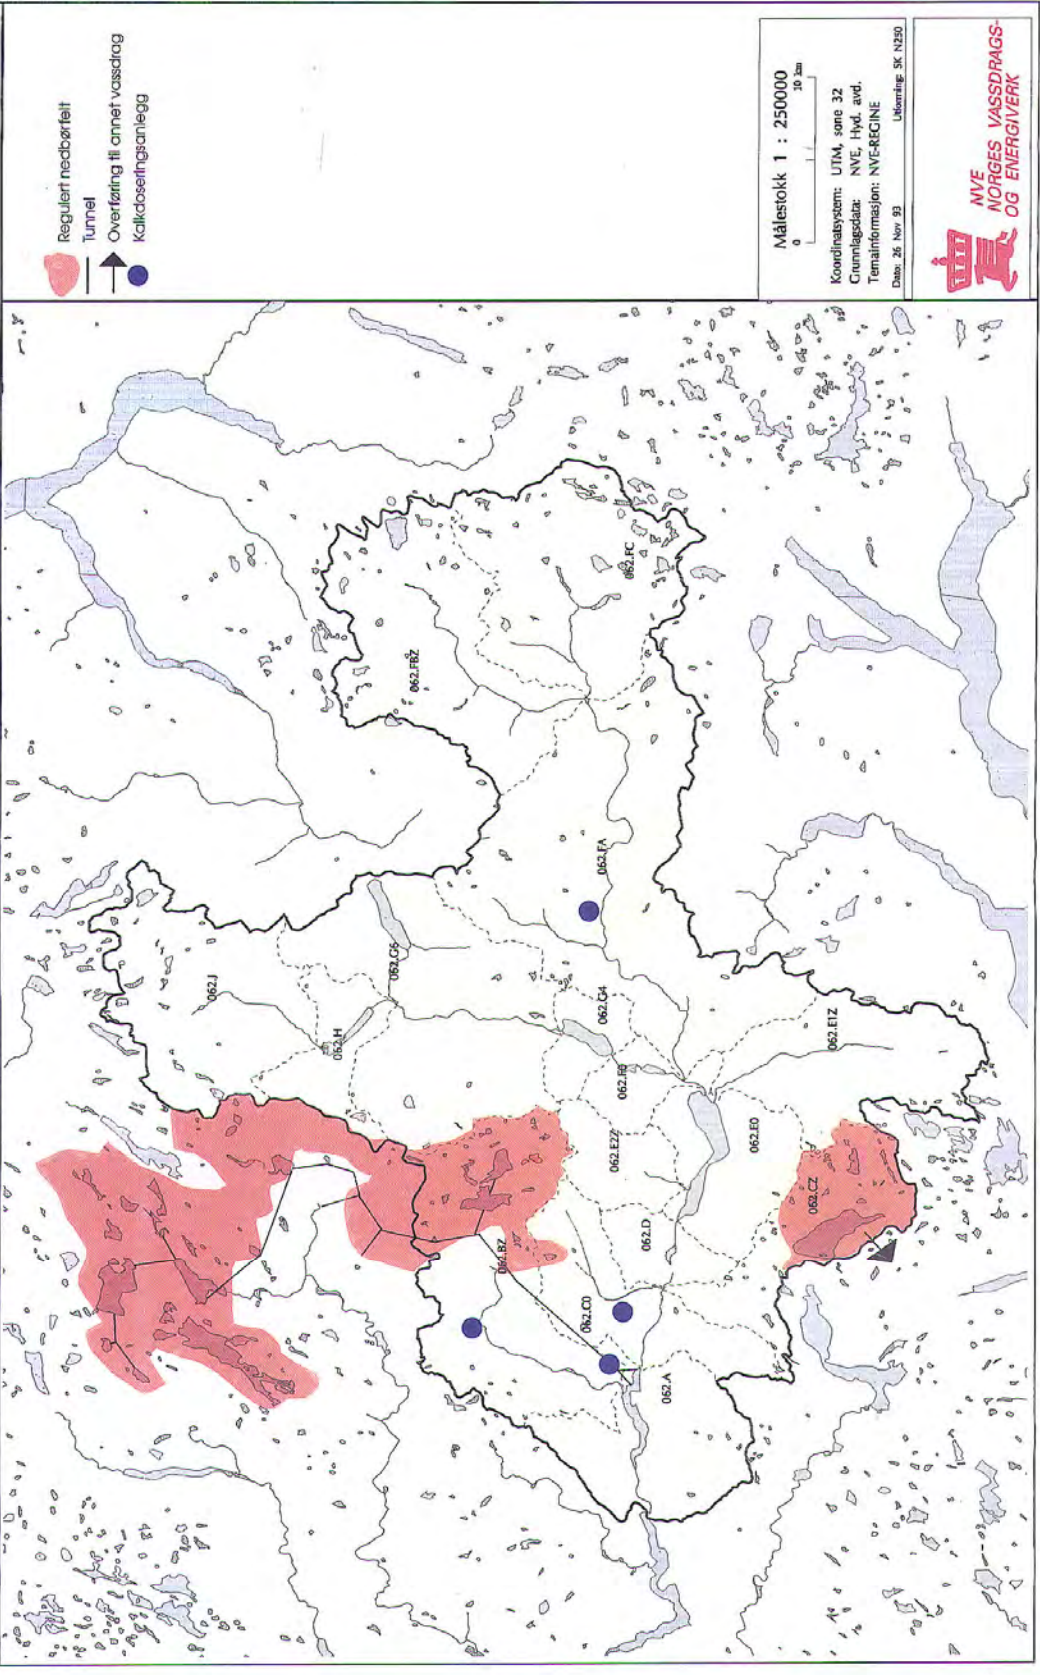 Regulert nedbørfelt
Tunnel
Overføring til annet vassdrag
Kalkdoseringsanlegg
Målestokk 1 : 250000
0 10 km
Koordinatsystem: UTM, sone 32
Grunnlagsdata: NVE, Hyd. avd.
Temainformasjon: NVE-REGINE
Dato: 26 Nov 93 Utforming: SK N250
NVE
NORGES VASSDRAGS-
OG ENERGIVERK
062.J
062.H
062.G6
062.FBZ
062.FC
062.FA
062.G4
062.F0
062.E1Z
062.E2Z
062.E0
062.D
062.CZ
062.BZ
062.C0
062.A